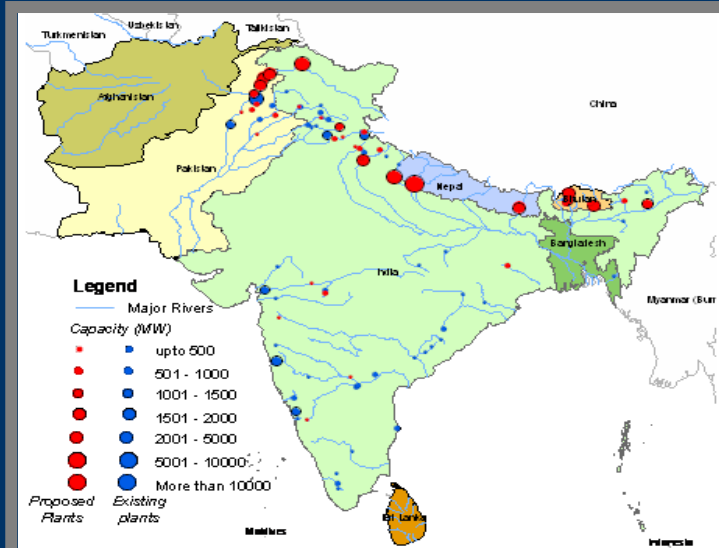 Uzbekistan
Tajikistan
Turkmenistan
Afghanistan
China
Pakistan
Nepal
Bhutan
Bangladesh
India
Myanmar (Burm
Legend
Major Rivers
Capacity (MW)
upto 500
501 - 1000
1001 - 1500
1501 - 2000
2001 - 5000
5001 - 10000
More than 10000
Proposed Existing
Plants plants
Sri Lanka
Maldives
Indonesia